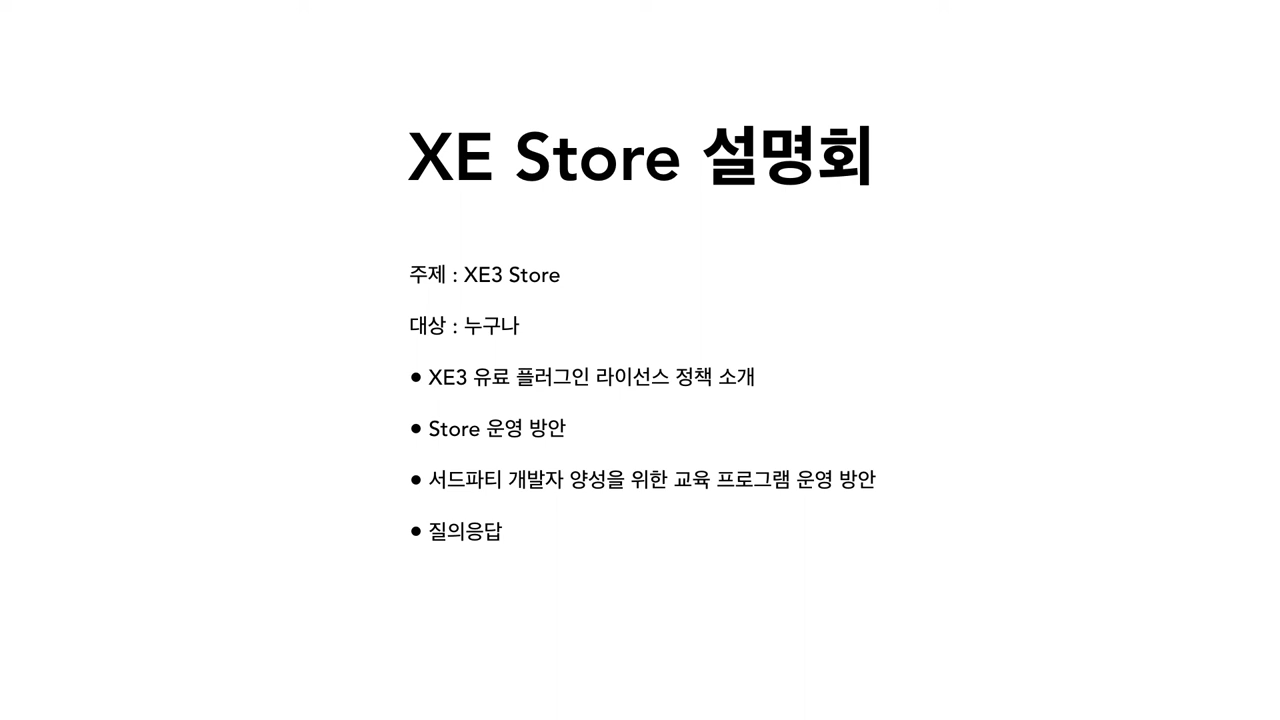 XE Store 설명회
주제 : XE3 Store
대상 : 누구나
● XE3 유료 플러그인 라이선스 정책 소개
● Store 운영 방안
● 서드파티 개발자 양성을 위한 교육 프로그램 운영 방안
● 질의응답